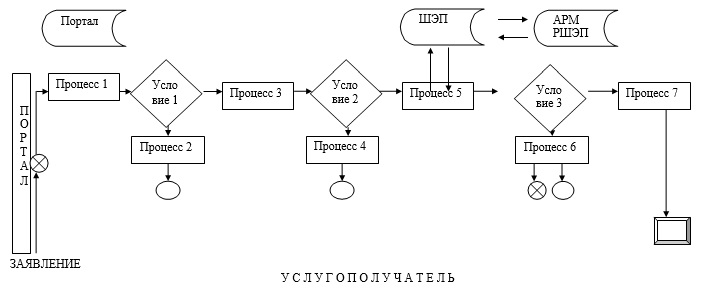 Портал
ШЭП
АРМ
РШЭП
П
О
Р
Т
А
Л
Процесс 1
Усло
вие 1
Процесс 3
Усло
вие 2
Процесс 5
Усло
вие 3
Процесс 7
Процесс 2
Процесс 4
Процесс 6
ЗАЯВЛЕНИЕ
У С Л У Г О П О Л У Ч А Т Е Л Ь